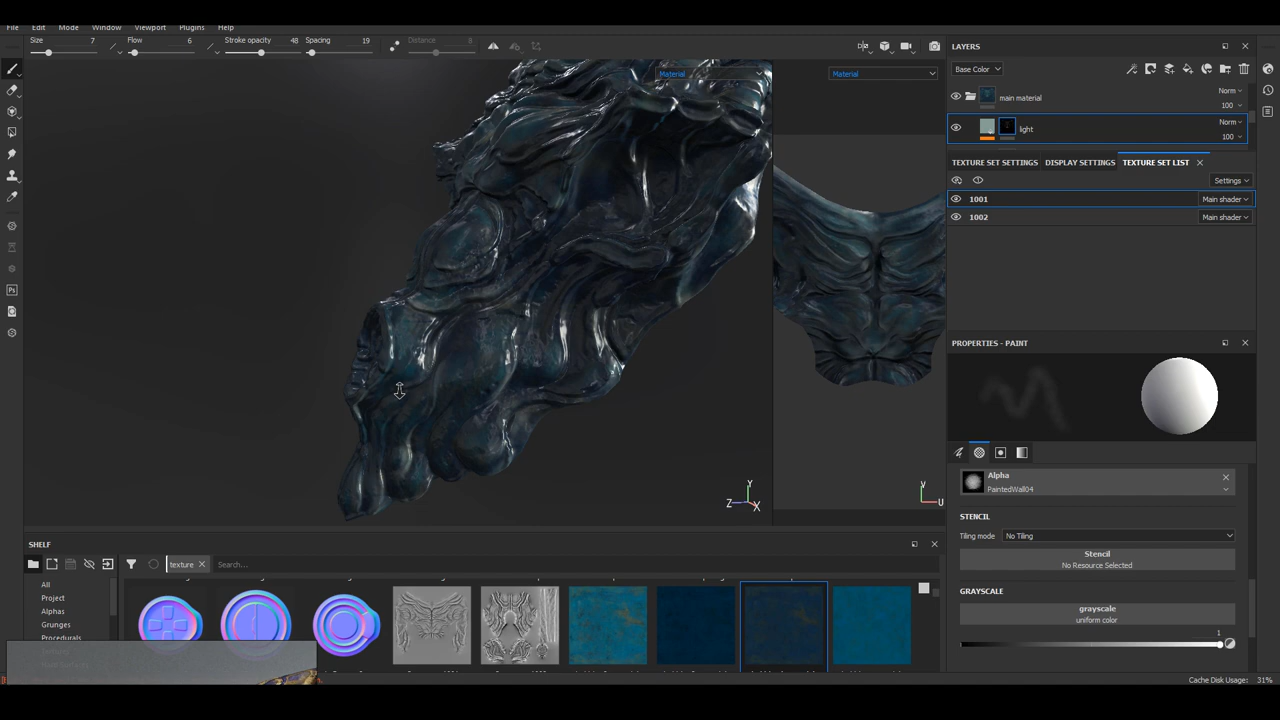 File Edit Mode Window Viewport Plugins Help
Size 7 Flow 6 Stroke opacity 48 Spacing 19 Distance 8
Material
Material
LAYERS
Base Color
main material Norm 100
light Norm 100
TEXTURE SET SETTINGS DISPLAY SETTINGS TEXTURE SET LIST
Settings
1001 Main shader
1002 Main shader
PROPERTIES - PAINT
Alpha
PaintedWall04
STENCIL
Tiling mode No Tiling
Stencil
No Resource Selected
GRAYSCALE
grayscale
uniform color
1
Y
Z X
V
U
SHELF
texture Search...
All
Project
Alphas
Grunges
Procedurals
Cache Disk Usage: 31%